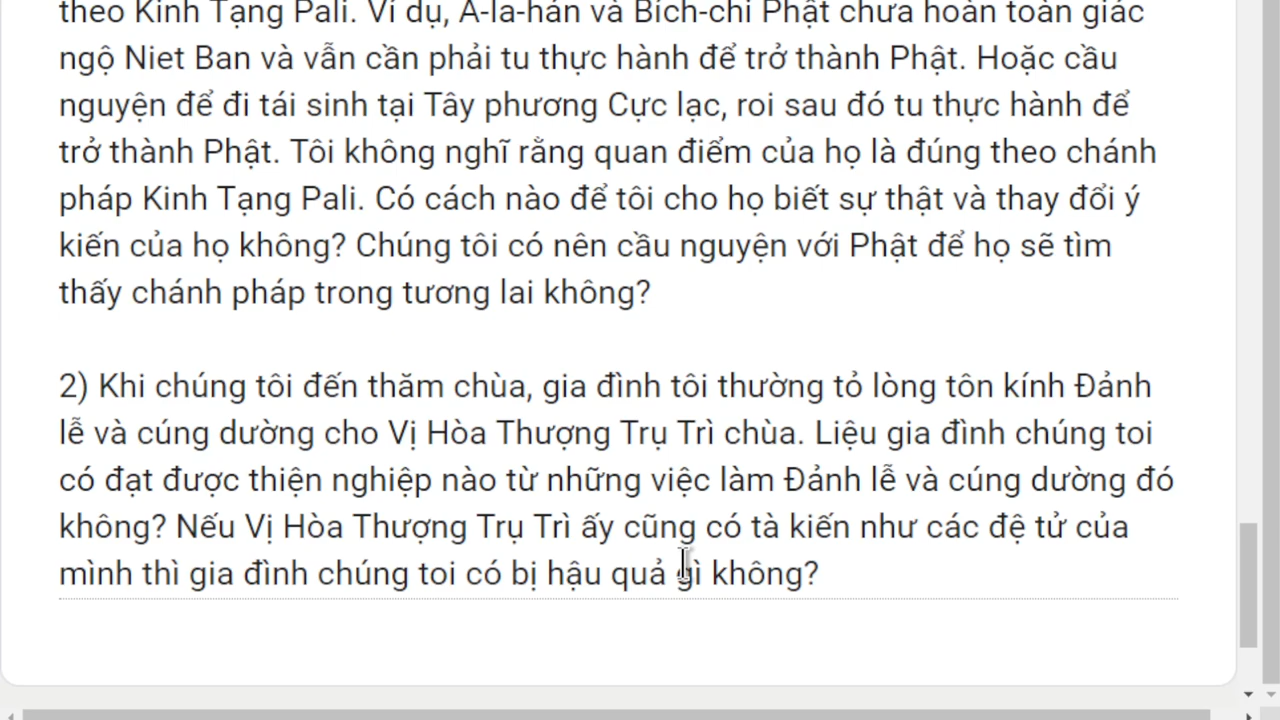 theo Kinh Tạng Pali. Ví dụ, A-la-hán và Bích-chi Phật chưa hoàn toàn giác
ngộ Niet Ban và vẫn cần phải tu thực hành để trở thành Phật. Hoặc cầu
nguyện để đi tái sinh tại Tây phương Cực lạc, roi sau đó tu thực hành để
trở thành Phật. Tôi không nghĩ rằng quan điểm của họ là đúng theo chánh
pháp Kinh Tạng Pali. Có cách nào để tôi cho họ biết sự thật và thay đổi ý
kiến của họ không? Chúng tôi có nên cầu nguyện với Phật để họ sẽ tìm
thấy chánh pháp trong tương lai không?
2) Khi chúng tôi đến thăm chùa, gia đình tôi thường tỏ lòng tôn kính Đảnh
lễ và cúng dường cho Vị Hòa Thượng Trụ Trì chùa. Liệu gia đình chúng toi
có đạt được thiện nghiệp nào từ những việc làm Đảnh lễ và cúng dường đó
không? Nếu Vị Hòa Thượng Trụ Trì ấy cũng có tà kiến như các đệ tử của
mình thì gia đình chúng toi có bị hậu quả gì không?